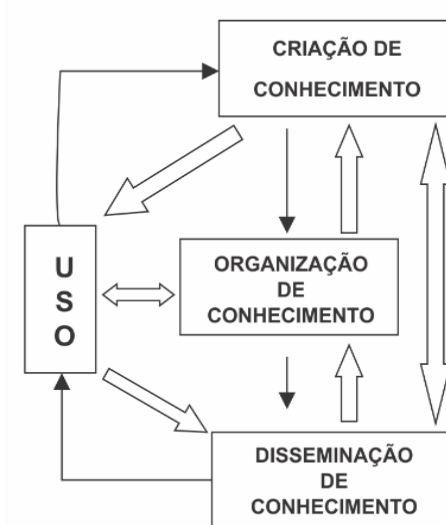 CRIAÇÃO DE
CONHECIMENTO
U
S
O
ORGANIZAÇÃO
DE
CONHECIMENTO
DISSEMINAÇÃO
DE
CONHECIMENTO